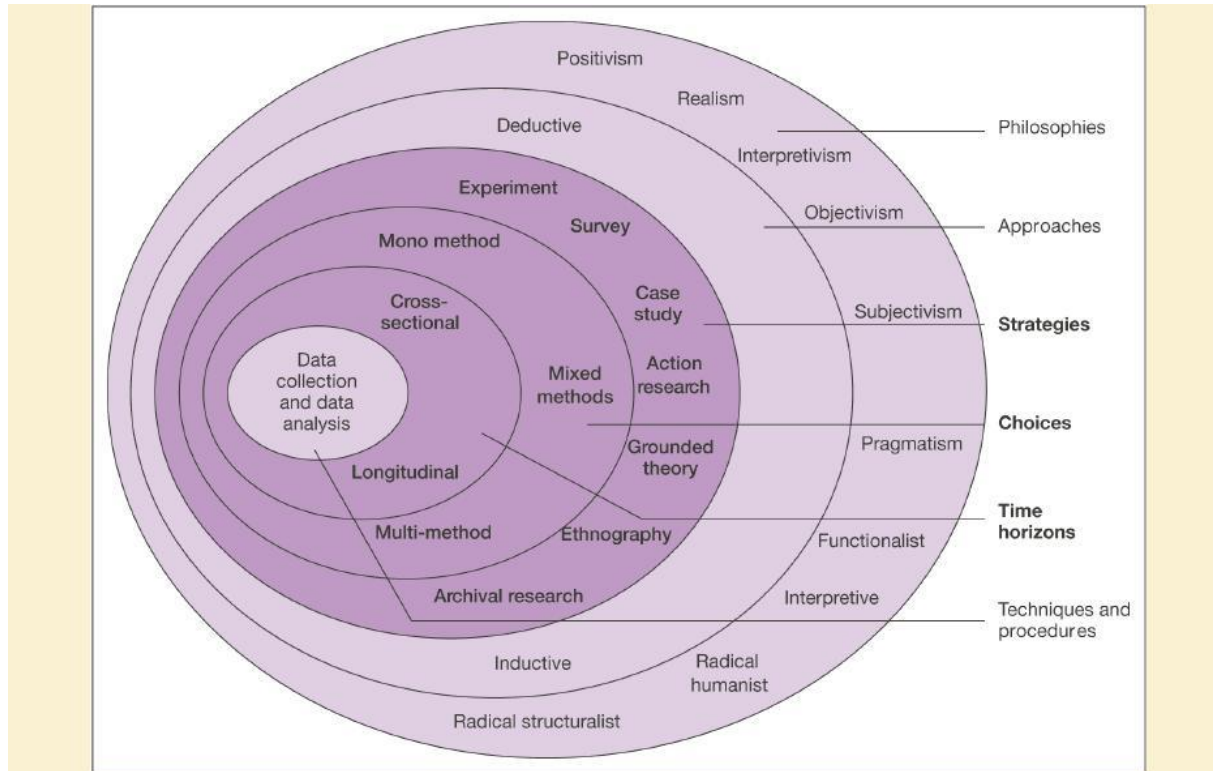 Positivism
Realism
Philosophies
Deductive
Interpretivism
Experiment
Objectivism
Survey
Approaches
Mono method
Case
study
Cross-
sectional
Subjectivism
Strategies
Data
collection
and data
analysis
Mixed
methods
Action
research
Choices
Pragmatism
Grounded
theory
Longitudinal
Time
horizons
Multi-method
Ethnography
Functionalist
Archival research
Interpretive
Techniques and
procedures
Inductive
Radical
humanist
Radical structuralist